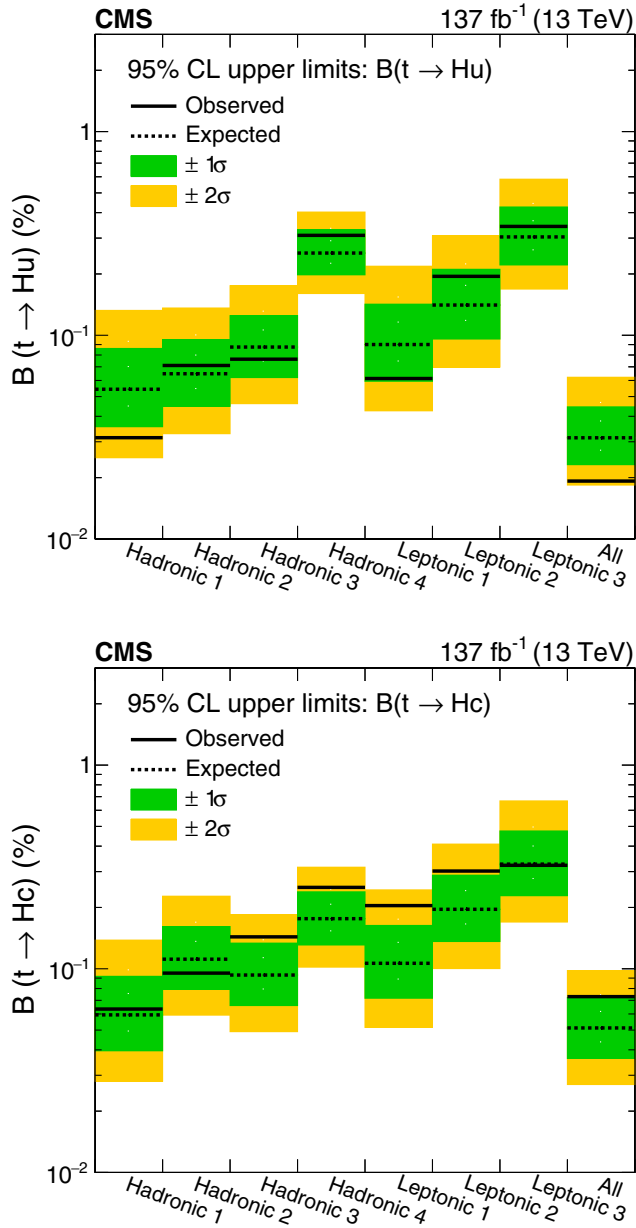 CMS 137 fb⁻¹ (13 TeV)
95% CL upper limits: B(t → Hu)
Observed
Expected
± 1σ
± 2σ
1
10⁻¹
10⁻²
B (t → Hu) (%)
Hadronic 1 Hadronic 2 Hadronic 3 Hadronic 4 Leptonic 1 Leptonic 2 Leptonic 3 All
CMS 137 fb⁻¹ (13 TeV)
95% CL upper limits: B(t → Hc)
Observed
Expected
± 1σ
± 2σ
1
10⁻¹
10⁻²
B (t → Hc) (%)
Hadronic 1 Hadronic 2 Hadronic 3 Hadronic 4 Leptonic 1 Leptonic 2 Leptonic 3 All